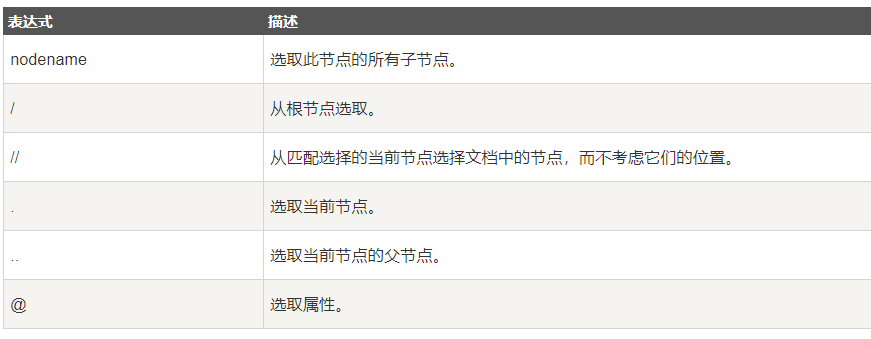 表达式 描述
nodename 选取此节点的所有子节点。
/ 从根节点选取。
// 从匹配选择的当前节点选择文档中的节点，而不考虑它们的位置。
. 选取当前节点。
.. 选取当前节点的父节点。
@ 选取属性。